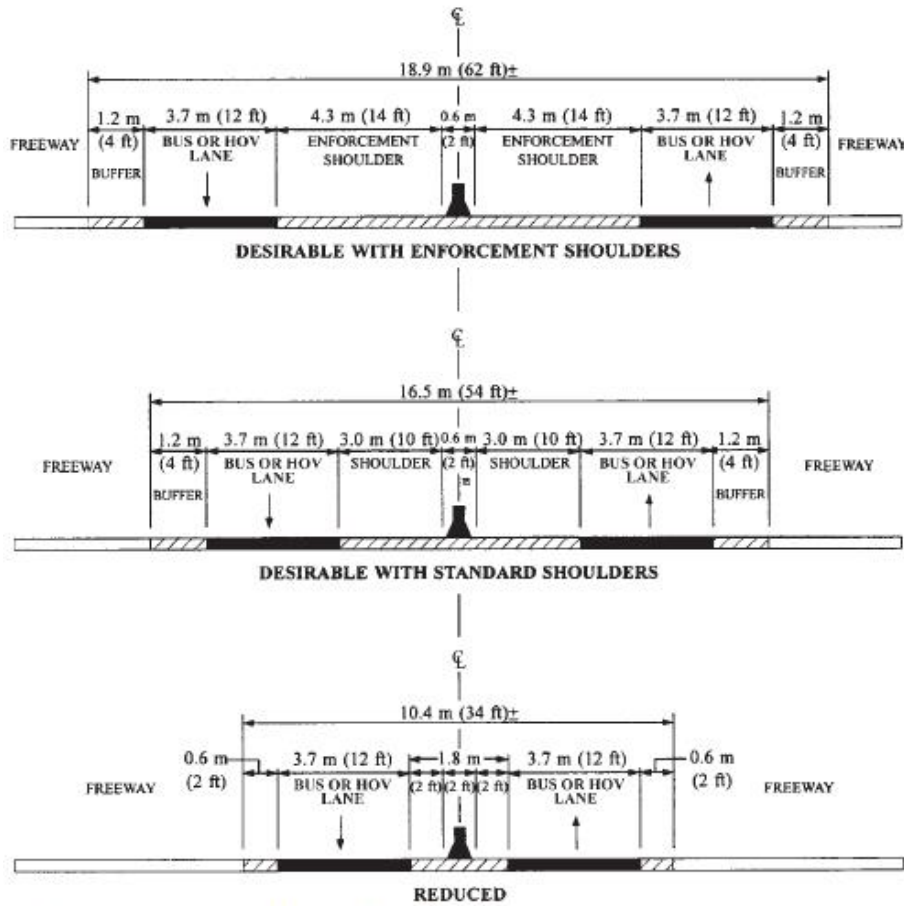 ℄
18.9 m (62 ft)±
1.2 m 3.7 m (12 ft) 4.3 m (14 ft) 0.6 m 4.3 m (14 ft) 3.7 m (12 ft) 1.2 m
FREEWAY (4 ft) BUS OR HOV ENFORCEMENT (2 ft) ENFORCEMENT BUS OR HOV (4 ft) FREEWAY
BUFFER LANE SHOULDER SHOULDER LANE BUFFER
DESIRABLE WITH ENFORCEMENT SHOULDERS
℄
16.5 m (54 ft)±
1.2 m 3.7 m (12 ft) 3.0 m (10 ft) 0.6 m 3.0 m (10 ft) 3.7 m (12 ft) 1.2 m
FREEWAY (4 ft) BUS OR HOV SHOULDER (2 ft) SHOULDER BUS OR HOV (4 ft) FREEWAY
BUFFER LANE LANE BUFFER
DESIRABLE WITH STANDARD SHOULDERS
℄
10.4 m (34 ft)±
0.6 m 3.7 m (12 ft) 1.8 m 3.7 m (12 ft) 0.6 m
FREEWAY (2 ft) BUS OR HOV (2 ft) (2 ft) (2 ft) BUS OR HOV (2 ft) FREEWAY
LANE LANE
REDUCED